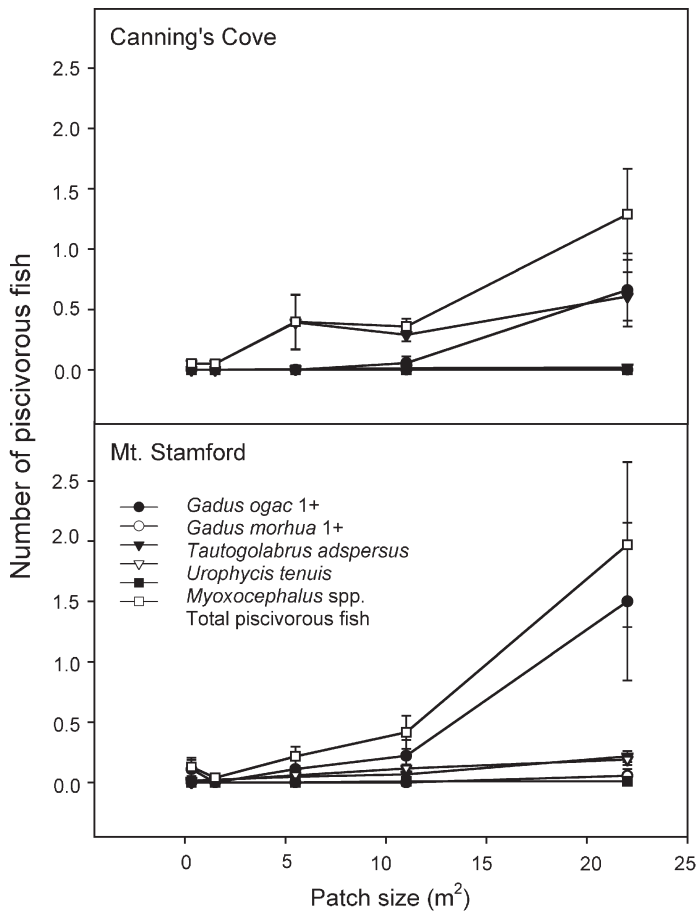 Canning's Cove
2.5
2.0
1.5
1.0
0.5
0.0
Number of piscivorous fish
Mt. Stamford
2.5
2.0
1.5
1.0
0.5
0.0
Gadus ogac 1+
Gadus morhua 1+
Tautogolabrus adspersus
Urophycis tenuis
Myoxocephalus spp.
Total piscivorous fish
0 5 10 15 20 25
Patch size (m²)